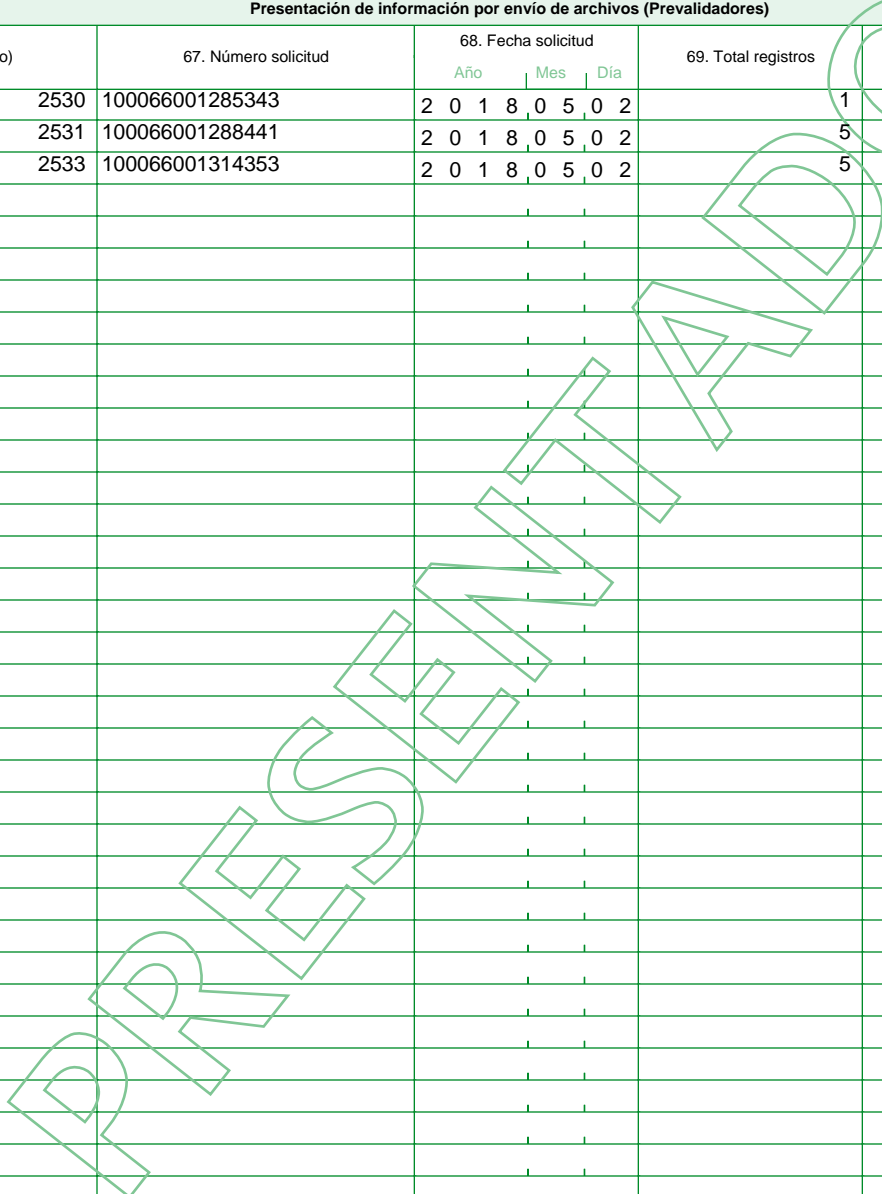 Presentación de información por envío de archivos (Prevalidadores)
o) 67. Número solicitud 68. Fecha solicitud 69. Total registros
Año Mes Día
2530 100066001285343 2 0 1 8 0 5 0 2 1
2531 100066001288441 2 0 1 8 0 5 0 2 5
2533 100066001314353 2 0 1 8 0 5 0 2 5
PRESENTADO